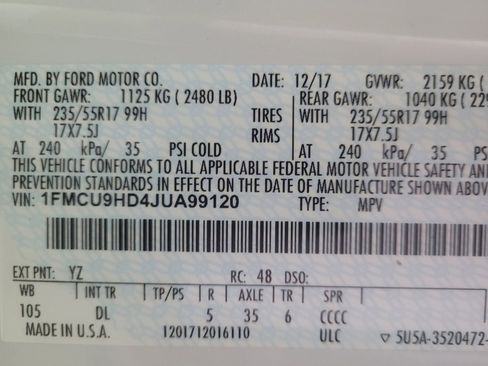 MFD. BY FORD MOTOR CO. DATE: 12/17 GVWR: 2159 KG
FRONT GAWR: 1125 KG ( 2480 LB) REAR GAWR: 1040 KG ( 229
WITH 235/55R17 99H TIRES WITH 235/55R17 99H
17X7.5J RIMS 17X7.5J
AT 240 kPa/ 35 PSI COLD AT 240 kPa/ 35
THIS VEHICLE CONFORMS TO ALL APPLICABLE FEDERAL MOTOR VEHICLE SAFETY AND
PREVENTION STANDARDS IN EFFECT ON THE DATE OF MANUFACTURE SHOWN ABOV
VIN: 1FMCU9HD4JUA99120 TYPE: MPV
EXT PNT: YZ RC: 48 DSO:
WB INT TR TP/PS R AXLE TR SPR
105 DL 5 35 6 CCCC
MADE IN U.S.A. 1201712016110 ULC ▽ 5U5A-3520472-